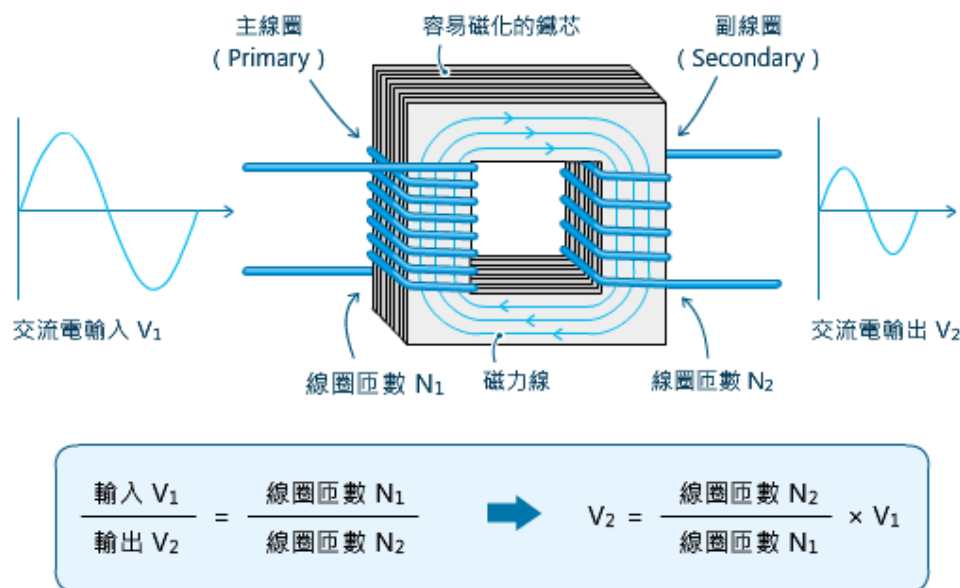 主線圈
( Primary )
容易磁化的鐵芯
副線圈
( Secondary )
交流電輸入 V₁
線圈匝數 N₁
磁力線
線圈匝數 N₂
交流電輸出 V₂
輸入 V₁
輸出 V₂
=
線圈匝數 N₁
線圈匝數 N₂
V₂ =
線圈匝數 N₂
線圈匝數 N₁
× V₁